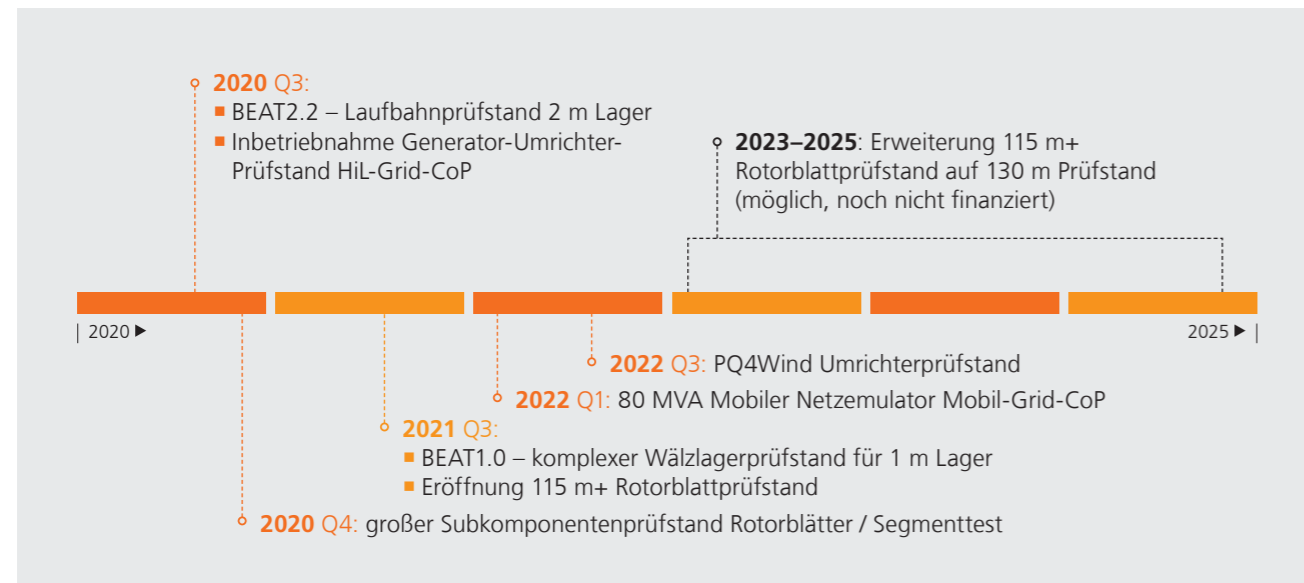 2020 Q3:
■ BEAT2.2 – Laufbahnprüfstand 2 m Lager
■ Inbetriebnahme Generator-Umrichter-
Prüfstand HiL-Grid-CoP
2023–2025: Erweiterung 115 m+
Rotorblattprüfstand auf 130 m Prüfstand
(möglich, noch nicht finanziert)
| 2020 ▶
2025 ▶ |
2022 Q3: PQ4Wind Umrichterprüfstand
2022 Q1: 80 MVA Mobiler Netzemulator Mobil-Grid-CoP
2021 Q3:
■ BEAT1.0 – komplexer Wälzlagerprüfstand für 1 m Lager
■ Eröffnung 115 m+ Rotorblattprüfstand
2020 Q4: großer Subkomponentenprüfstand Rotorblätter / Segmenttest